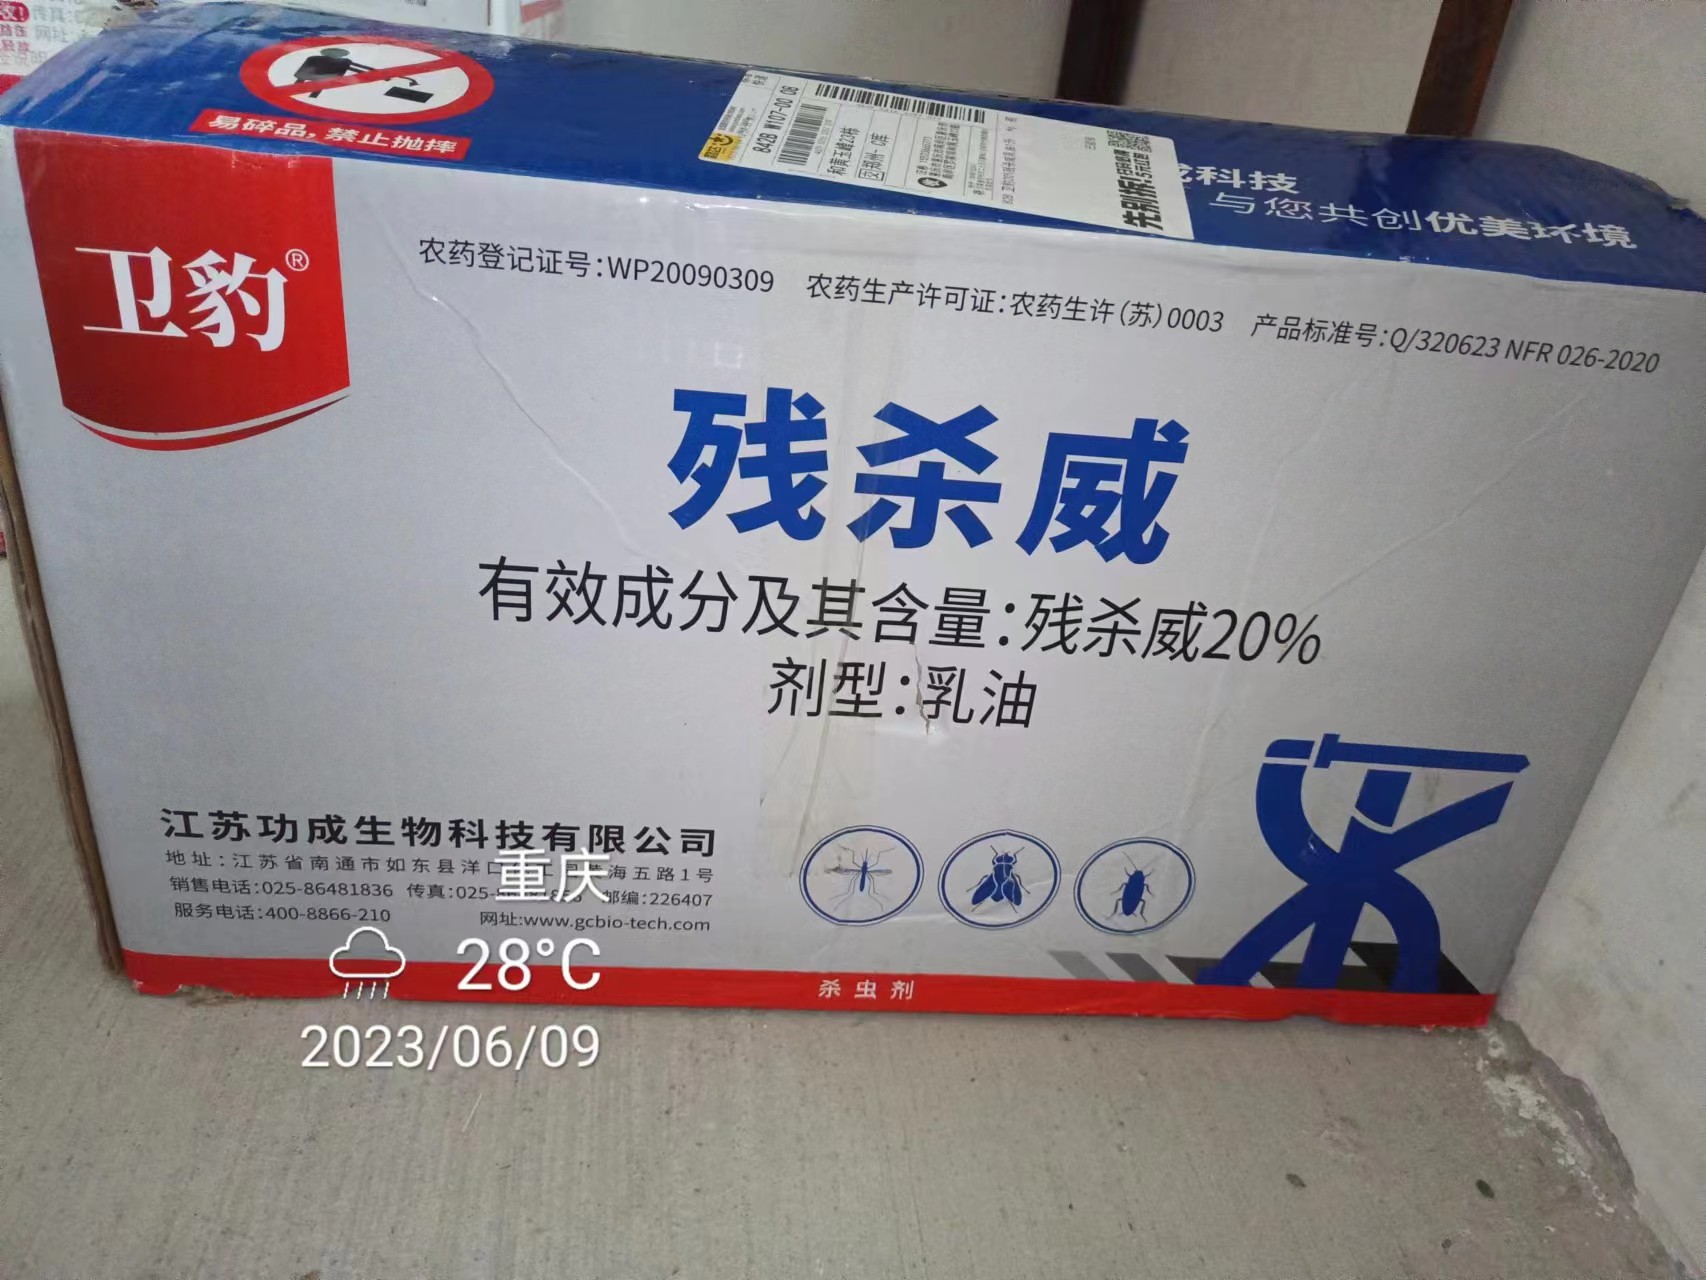 易碎品,禁止抛摔
842B W107-00 08
科技
与您共创优美环境
卫豹®
农药登记证号:WP20090309 农药生产许可证:农药生许(苏)0003 产品标准号:Q/320623 NFR 026-2020
残杀威
有效成分及其含量:残杀威20%
剂型:乳油
江苏功成生物科技有限公司
地址:江苏省南通市如东县洋口 海五路1号
销售电话:025-86481836 传真:025- 邮编:226407
服务电话:400-8866-210 网址:www.gcbio-tech.com
杀虫剂
重庆
28°C
2023/06/09